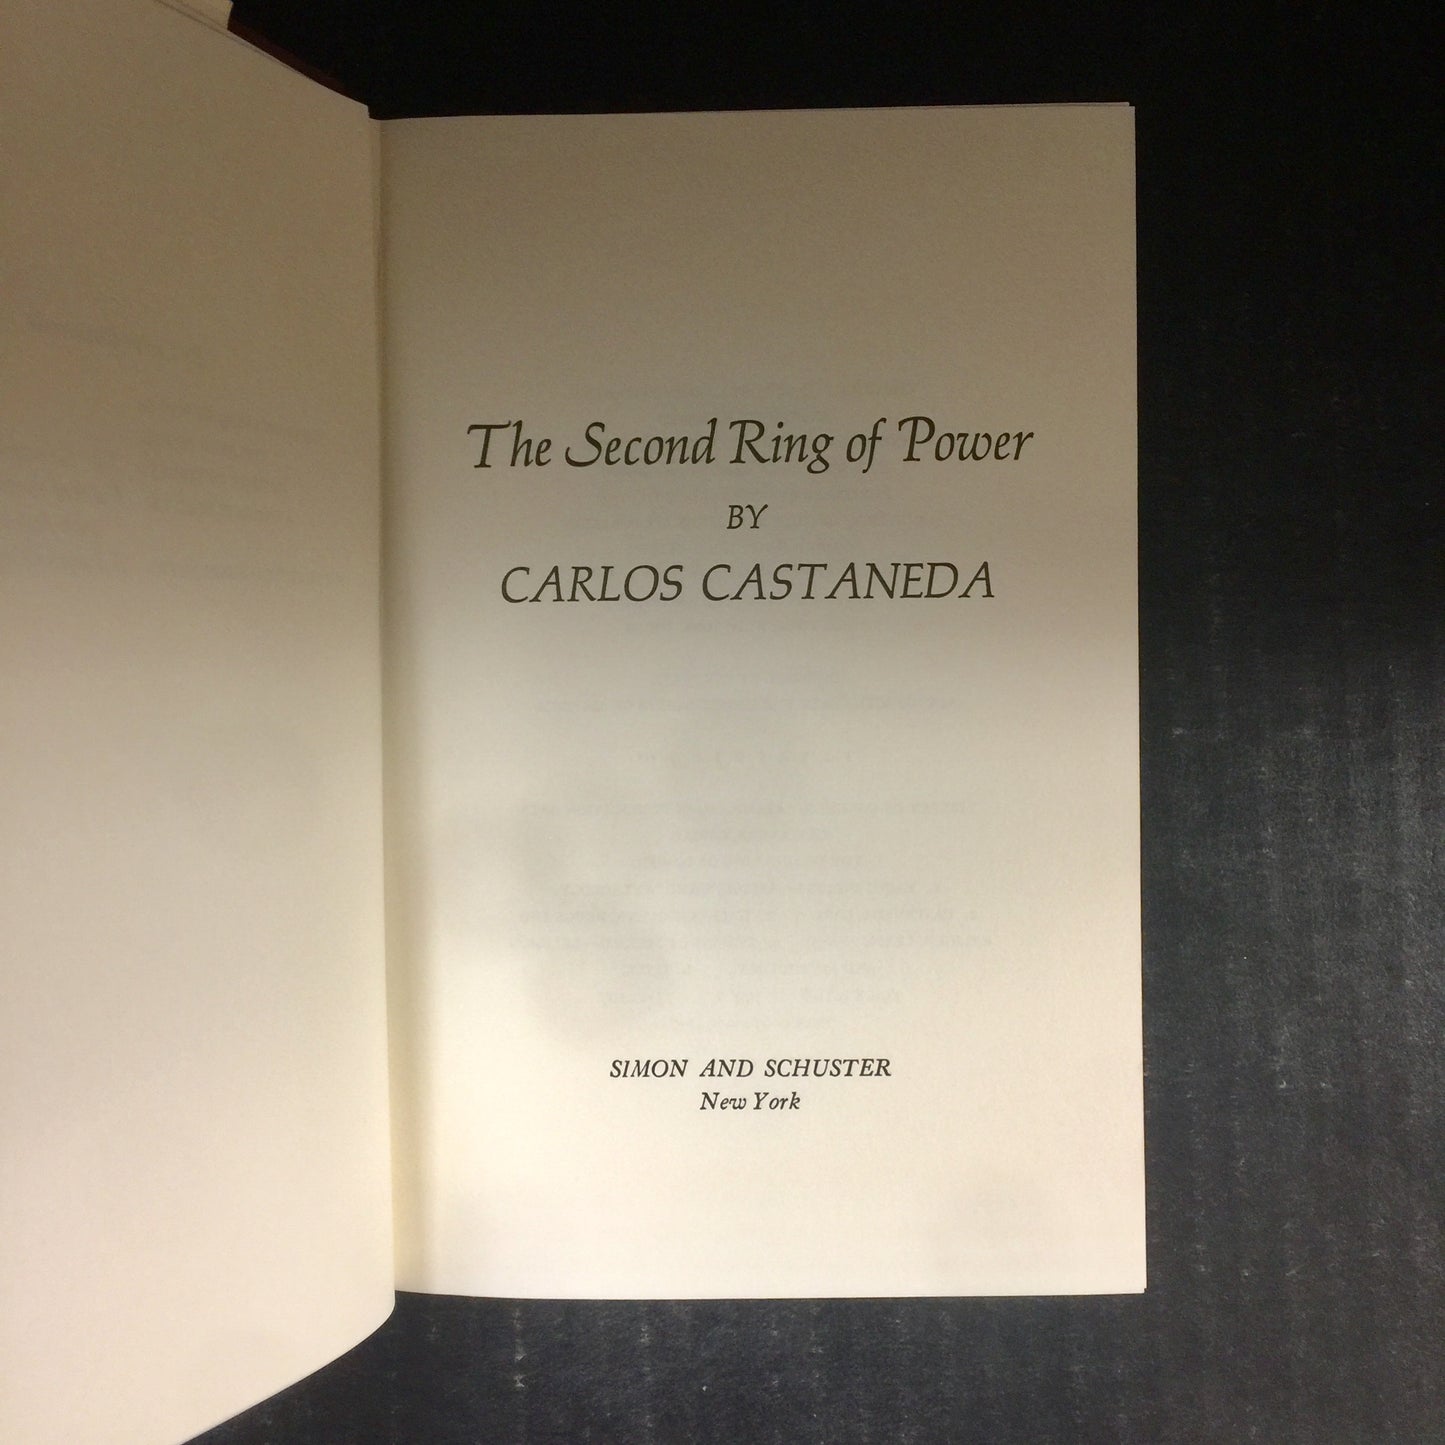 The Second Ring of Power
BY
CARLOS CASTANEDA
SIMON AND SCHUSTER
New York